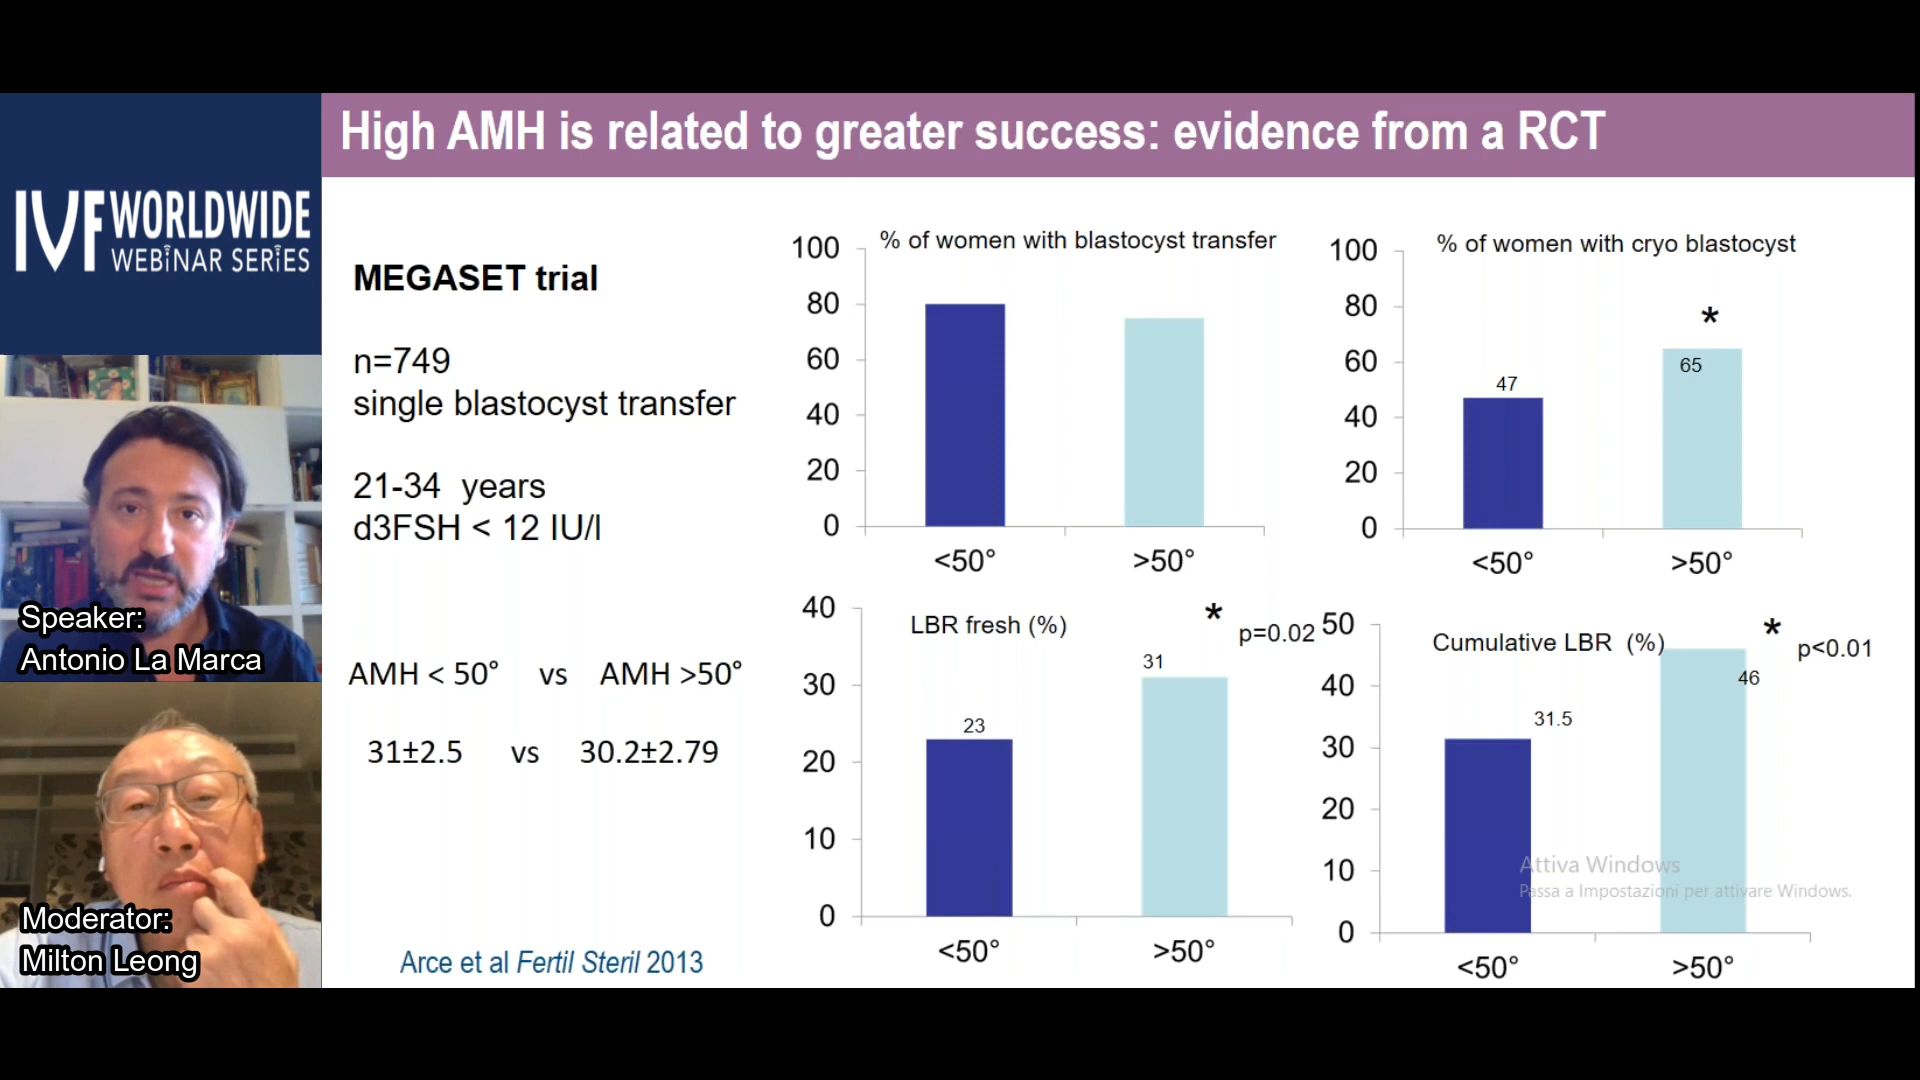 High AMH is related to greater success: evidence from a RCT
IVF WORLDWIDE
WEBINAR SERIES
Speaker:
Antonio La Marca
Moderator:
Milton Leong
MEGASET trial
n=749
single blastocyst transfer
21-34 years
d3FSH < 12 IU/l
AMH < 50° vs AMH >50°
31±2.5 vs 30.2±2.79
Arce et al Fertil Steril 2013
% of women with blastocyst transfer
100
80
60
40
20
0
<50° >50°
% of women with cryo blastocyst
100
80
60
40
20
0
*
47
65
<50° >50°
LBR fresh (%)
* p=0.02
40
30
20
10
0
23
31
<50° >50°
Cumulative LBR (%)
* p<0.01
50
40
30
20
10
0
31.5
46
<50° >50°
Attiva Windows
Passa a Impostazioni per attivare Windows.